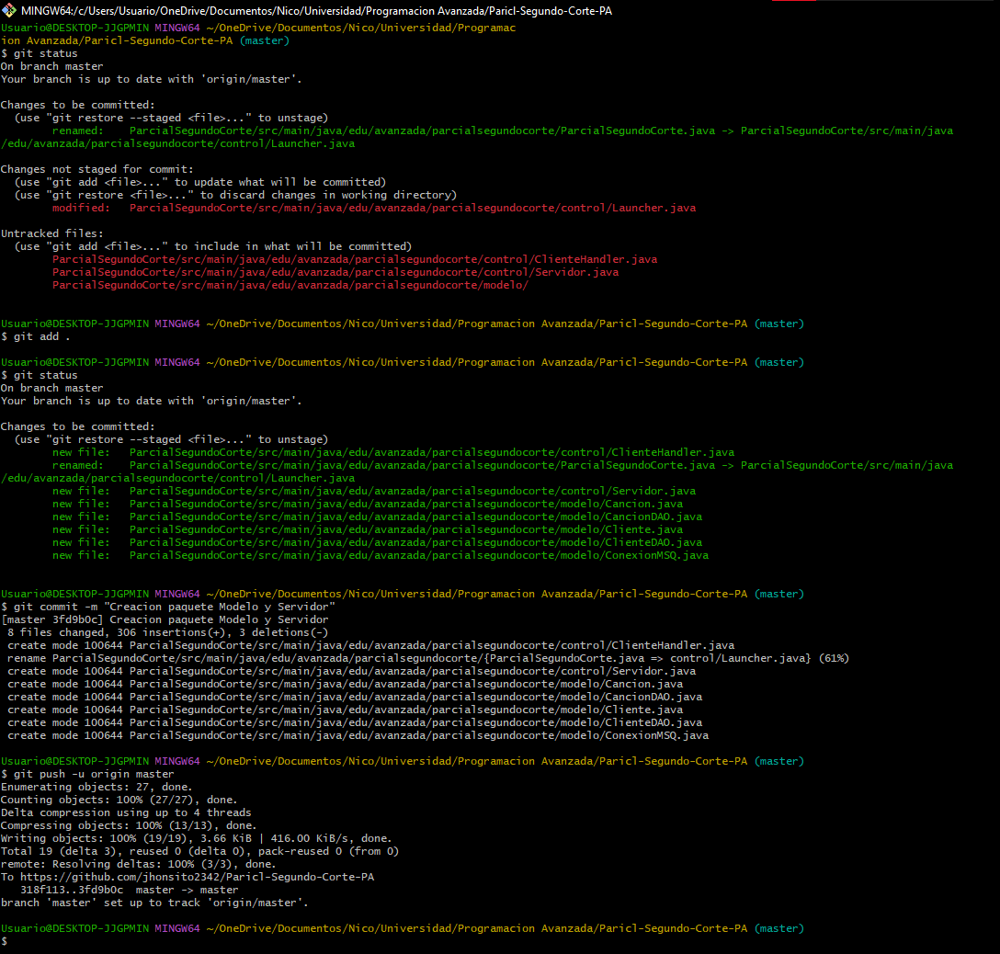 MINGW64:/c/Users/Usuario/OneDrive/Documentos/Nico/Universidad/Programacion Avanzada/Paricl-Segundo-Corte-PA
Usuario@DESKTOP-JJGPMIN MINGW64 ~/OneDrive/Documentos/Nico/Universidad/Programac
ion Avanzada/Paricl-Segundo-Corte-PA (master)
$ git status
On branch master
Your branch is up to date with 'origin/master'.

Changes to be committed:
  (use "git restore --staged <file>..." to unstage)
        renamed:    ParcialSegundoCorte/src/main/java/edu/avanzada/parcialsegundocorte/ParcialSegundoCorte.java -> ParcialSegundoCorte/src/main/java
/edu/avanzada/parcialsegundocorte/control/Launcher.java

Changes not staged for commit:
  (use "git add <file>..." to update what will be committed)
  (use "git restore <file>..." to discard changes in working directory)
        modified:   ParcialSegundoCorte/src/main/java/edu/avanzada/parcialsegundocorte/control/Launcher.java

Untracked files:
  (use "git add <file>..." to include in what will be committed)
        ParcialSegundoCorte/src/main/java/edu/avanzada/parcialsegundocorte/control/ClienteHandler.java
        ParcialSegundoCorte/src/main/java/edu/avanzada/parcialsegundocorte/control/Servidor.java
        ParcialSegundoCorte/src/main/java/edu/avanzada/parcialsegundocorte/modelo/

Usuario@DESKTOP-JJGPMIN MINGW64 ~/OneDrive/Documentos/Nico/Universidad/Programacion Avanzada/Paricl-Segundo-Corte-PA (master)
$ git add .

Usuario@DESKTOP-JJGPMIN MINGW64 ~/OneDrive/Documentos/Nico/Universidad/Programacion Avanzada/Paricl-Segundo-Corte-PA (master)
$ git status
On branch master
Your branch is up to date with 'origin/master'.

Changes to be committed:
  (use "git restore --staged <file>..." to unstage)
        new file:   ParcialSegundoCorte/src/main/java/edu/avanzada/parcialsegundocorte/control/ClienteHandler.java
        renamed:    ParcialSegundoCorte/src/main/java/edu/avanzada/parcialsegundocorte/ParcialSegundoCorte.java -> ParcialSegundoCorte/src/main/java
/edu/avanzada/parcialsegundocorte/control/Launcher.java
        new file:   ParcialSegundoCorte/src/main/java/edu/avanzada/parcialsegundocorte/control/Servidor.java
        new file:   ParcialSegundoCorte/src/main/java/edu/avanzada/parcialsegundocorte/modelo/Cancion.java
        new file:   ParcialSegundoCorte/src/main/java/edu/avanzada/parcialsegundocorte/modelo/CancionDAO.java
        new file:   ParcialSegundoCorte/src/main/java/edu/avanzada/parcialsegundocorte/modelo/Cliente.java
        new file:   ParcialSegundoCorte/src/main/java/edu/avanzada/parcialsegundocorte/modelo/ClienteDAO.java
        new file:   ParcialSegundoCorte/src/main/java/edu/avanzada/parcialsegundocorte/modelo/ConexionMSQ.java

Usuario@DESKTOP-JJGPMIN MINGW64 ~/OneDrive/Documentos/Nico/Universidad/Programacion Avanzada/Paricl-Segundo-Corte-PA (master)
$ git commit -m "Creacion paquete Modelo y Servidor"
[master 3fd9b0c] Creacion paquete Modelo y Servidor
 8 files changed, 306 insertions(+), 3 deletions(-)
 create mode 100644 ParcialSegundoCorte/src/main/java/edu/avanzada/parcialsegundocorte/control/ClienteHandler.java
 rename ParcialSegundoCorte/src/main/java/edu/avanzada/parcialsegundocorte/{ParcialSegundoCorte.java => control/Launcher.java} (61%)
 create mode 100644 ParcialSegundoCorte/src/main/java/edu/avanzada/parcialsegundocorte/control/Servidor.java
 create mode 100644 ParcialSegundoCorte/src/main/java/edu/avanzada/parcialsegundocorte/modelo/Cancion.java
 create mode 100644 ParcialSegundoCorte/src/main/java/edu/avanzada/parcialsegundocorte/modelo/CancionDAO.java
 create mode 100644 ParcialSegundoCorte/src/main/java/edu/avanzada/parcialsegundocorte/modelo/Cliente.java
 create mode 100644 ParcialSegundoCorte/src/main/java/edu/avanzada/parcialsegundocorte/modelo/ClienteDAO.java
 create mode 100644 ParcialSegundoCorte/src/main/java/edu/avanzada/parcialsegundocorte/modelo/ConexionMSQ.java

Usuario@DESKTOP-JJGPMIN MINGW64 ~/OneDrive/Documentos/Nico/Universidad/Programacion Avanzada/Paricl-Segundo-Corte-PA (master)
$ git push -u origin master
Enumerating objects: 27, done.
Counting objects: 100% (27/27), done.
Delta compression using up to 4 threads
Compressing objects: 100% (13/13), done.
Writing objects: 100% (19/19), 3.66 KiB | 416.00 KiB/s, done.
Total 19 (delta 3), reused 0 (delta 0), pack-reused 0 (from 0)
remote: Resolving deltas: 100% (3/3), done.
To https://github.com/jhonsito2342/Paricl-Segundo-Corte-PA
   318f113..3fd9b0c  master -> master
branch 'master' set up to track 'origin/master'.

Usuario@DESKTOP-JJGPMIN MINGW64 ~/OneDrive/Documentos/Nico/Universidad/Programacion Avanzada/Paricl-Segundo-Corte-PA (master)
$